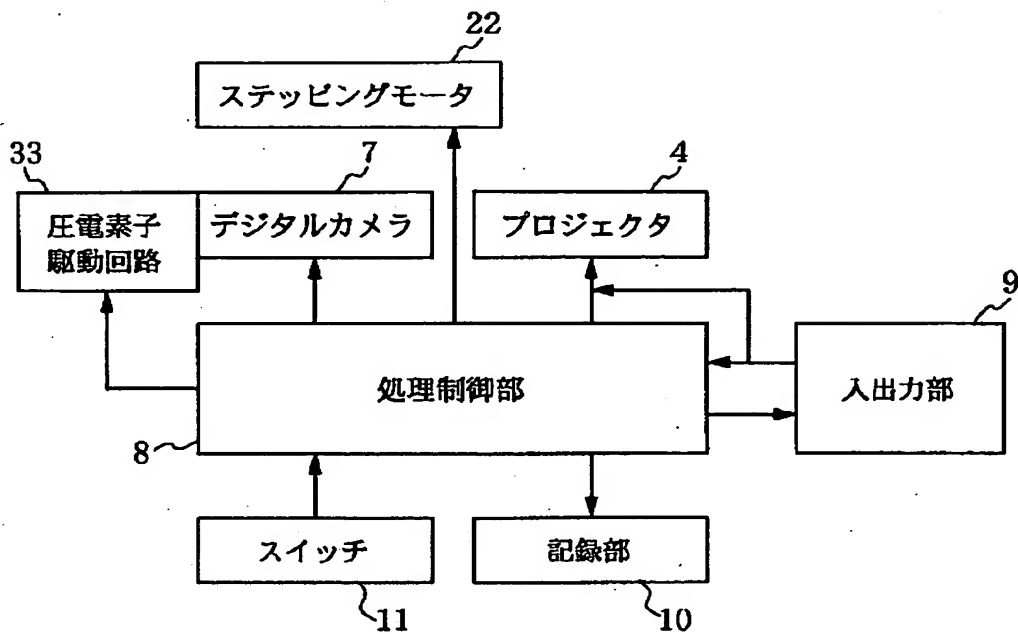 22
ステッピングモータ
33
7
4
圧電素子
駆動回路
デジタルカメラ
プロジェクタ
9
処理制御部
入出力部
8
スイッチ
記録部
11
10